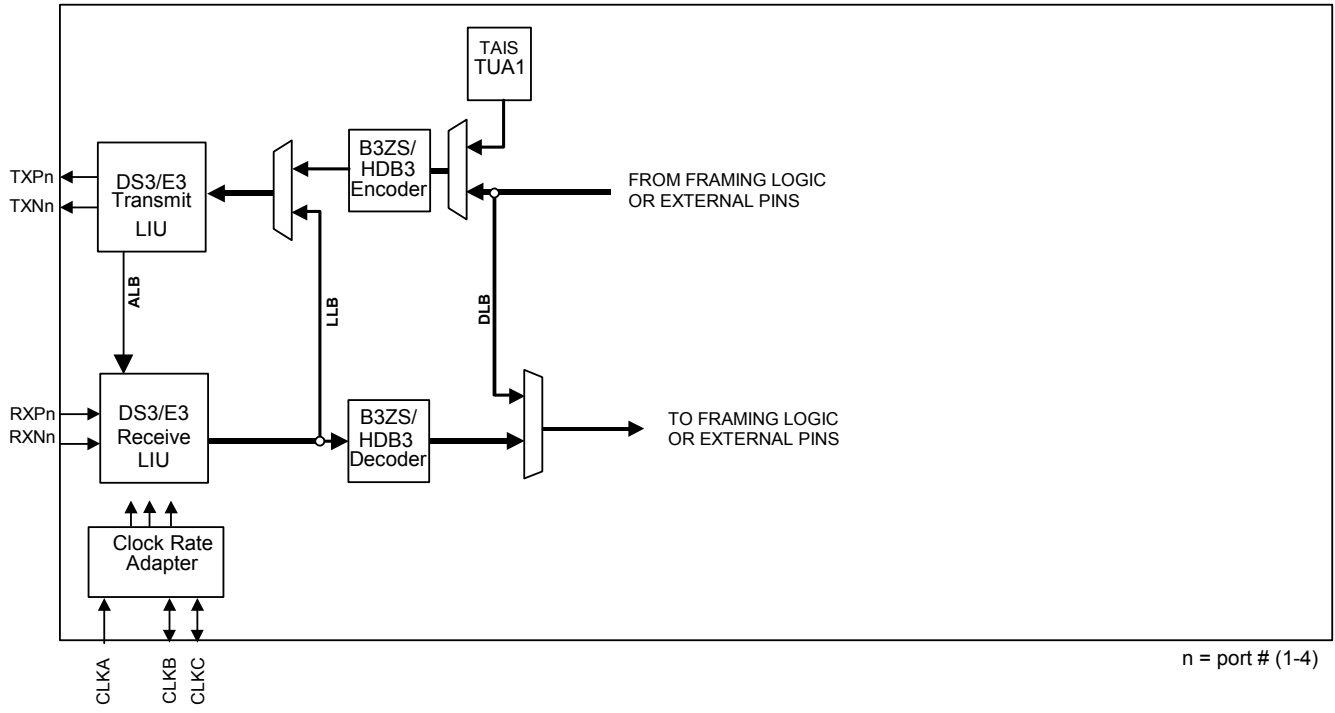 TAIS
TUA1
B3ZS/
HDB3
Encoder
DS3/E3
Transmit
LIU
TXPn
TXNn
FROM FRAMING LOGIC
OR EXTERNAL PINS
ALB
LLB
DLB
RXPn
RXNn
DS3/E3
Receive
LIU
B3ZS/
HDB3
Decoder
TO FRAMING LOGIC
OR EXTERNAL PINS
Clock Rate
Adapter
CLKA
CLKB
CLKC
n = port # (1-4)